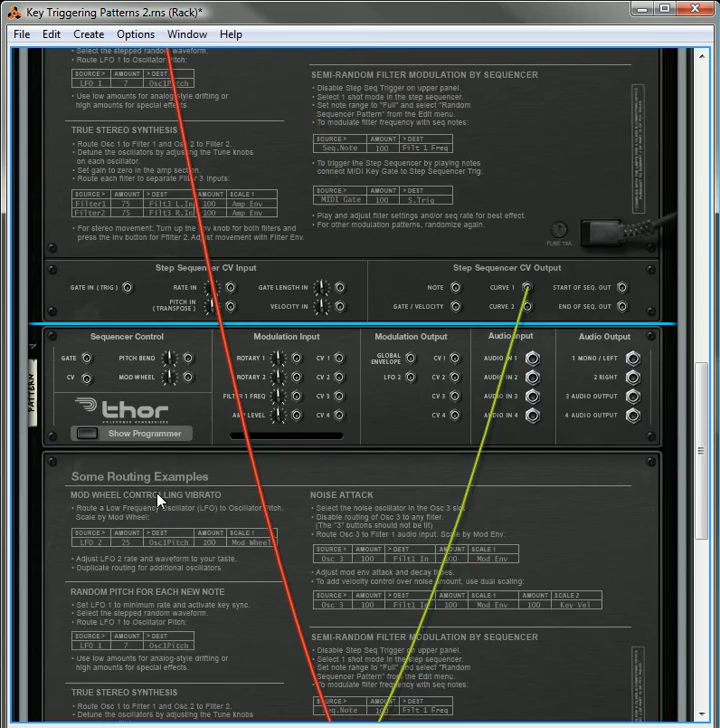 Key Triggering Patterns 2.rns (Rack)*
File Edit Create Options Window Help
• Select the stepped random waveform.
• Route LFO 1 to Oscillator Pitch:
SOURCE> AMOUNT >DEST
LFO 1 7 Osc1Pitch
• Use low amounts for analog-style drifting or
high amounts for special effects.
TRUE STEREO SYNTHESIS
• Route Osc 1 to Filter 1 and Osc 2 to Filter 2.
• Detune the oscillators by adjusting the Tune knobs
on each oscillator.
• Set gain to zero in the amp section.
• Route each filter to separate Filter 3 inputs:
SOURCE> AMOUNT >DEST AMOUNT SCALE 1
Filter1 75 Filt3 L.In 100 Amp Env
Filter2 75 Filt3 R.In 100 Amp Env
• For stereo movement: Turn up the Env knob for both filters and
press the Inv button for Filter 2. Adjust movement with Filter Env.
SEMI-RANDOM FILTER MODULATION BY SEQUENCER
• Disable Step Seq Trigger on upper panel.
• Select 1 shot mode in the step sequencer.
• Set note range to "Full" and select "Random
Sequencer Pattern" from the Edit menu.
• To modulate filter frequency with seq notes:
SOURCE> AMOUNT >DEST
Seq.Note 100 Filt 1 Freq
• To trigger the Step Sequencer by playing notes
connect MIDI Key Gate to Step Sequencer Trig:
SOURCE> AMOUNT >DEST
MIDI Gate 100 S.Trig
• Play and adjust filter settings and/or seq rate for best effect.
• For other modulation patterns, randomize again.
Step Sequencer CV Input
GATE IN (TRIG)
RATE IN
GATE LENGTH IN
PITCH IN
(TRANSPOSE)
VELOCITY IN
Step Sequencer CV Output
NOTE
CURVE 1
START OF SEQ. OUT
GATE / VELOCITY
CURVE 2
END OF SEQ. OUT
PATTERN
Sequencer Control
GATE
PITCH BEND
CV
MOD WHEEL
thor
Show Programmer
Modulation Input
ROTARY 1 CV 1
ROTARY 2 CV 2
FILTER 1 FREQ CV 3
AMP LEVEL CV 4
Modulation Output
GLOBAL
ENVELOPE
CV 1
LFO 2 CV 2
CV 3
CV 4
Audio Input
AUDIO IN 1
AUDIO IN 2
AUDIO IN 3
AUDIO IN 4
Audio Output
1 MONO / LEFT
2 RIGHT
3 AUDIO OUTPUT
4 AUDIO OUTPUT
Some Routing Examples
MOD WHEEL CONTROLLING VIBRATO
• Route a Low Frequency Oscillator (LFO) to Oscillator Pitch.
Scale by Mod Wheel:
SOURCE> AMOUNT >DEST AMOUNT SCALE 1
LFO 2 25 Osc1Pitch 100 Mod Wheel
• Adjust LFO 2 rate and waveform to your taste.
• Duplicate routing for additional oscillators.
RANDOM PITCH FOR EACH NEW NOTE
• Set LFO 1 to minimum rate and activate key sync.
• Select the stepped random waveform.
• Route LFO 1 to Oscillator Pitch:
SOURCE> AMOUNT >DEST
LFO 1 7 Osc1Pitch
• Use low amounts for analog-style drifting or
high amounts for special effects.
TRUE STEREO SYNTHESIS
• Route Osc 1 to Filter 1 and Osc 2 to Filter 2.
• Detune the oscillators by adjusting the Tune knobs
NOISE ATTACK
• Select the noise oscillator in the Osc 3 slot.
• Disable routing of Osc 3 to any filter.
(The "3" buttons should not be lit)
• Route Osc 3 to Filter 1 audio input. Scale by Mod Env:
SOURCE> AMOUNT >DEST AMOUNT SCALE 1
Osc 3 100 Filt1 In 100 Mod Env
• Adjust mod env attack and decay times.
• To add velocity control over noise amount, use dual scaling:
SOURCE> AMOUNT >DEST AMOUNT SCALE 1 AMOUNT SCALE 2
Osc 3 100 Filt1 In 100 Mod Env 100 Key Vel
SEMI-RANDOM FILTER MODULATION BY SEQUENCER
• Disable Step Seq Trigger on upper panel.
• Select 1 shot mode in the step sequencer.
• Set note range to "Full" and select "Random
Sequencer Pattern" from the Edit menu.
• To modulate filter frequency with seq notes:
SOURCE> AMOUNT >DEST
Seq.Note 100 Filt 1 Freq